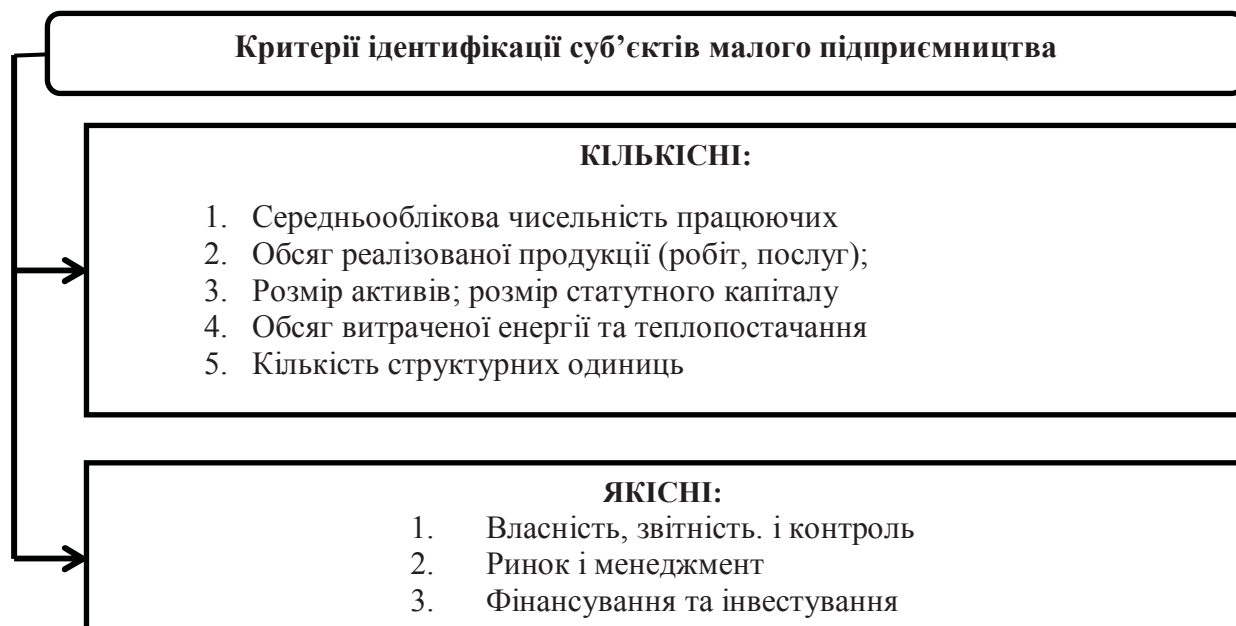 Критерії ідентифікації суб’єктів малого підприємництва
КІЛЬКІСНІ:
1. Середньооблікова чисельність працюючих
2. Обсяг реалізованої продукції (робіт, послуг);
3. Розмір активів; розмір статутного капіталу
4. Обсяг витраченої енергії та теплопостачання
5. Кількість структурних одиниць
ЯКІСНІ:
1. Власність, звітність. і контроль
2. Ринок і менеджмент
3. Фінансування та інвестування